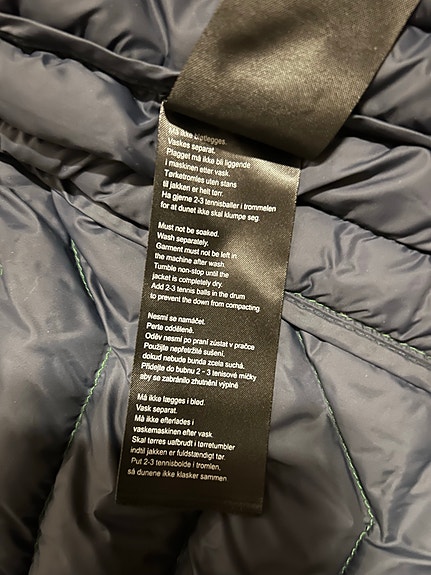 Må ikke bløtlegges.
Vaskes separat.
Plagget må ikke bli liggende
i maskinen etter vask.
Tørketromles uten stans
til jakken er helt tørr.
Ha gjerne 2-3 tennisballer i trommelen
for at dunet ikke skal klumpe seg.
Must not be soaked.
Wash separately.
Garment must not be left in
the machine after wash.
Tumble non-stop until the
jacket is completely dry.
Add 2-3 tennis balls in the drum
to prevent the down from compacting
Nesmí se namáčet.
Perte odděleně.
Oděv nesmí po praní zůstat v pračce
Použijte nepřetržité sušení.
dokud nebude bunda zcela suchá.
Přidejte do bubnu 2 – 3 tenisové míčky
aby se zabránilo zhutnění výplně
Må ikke lægges i blød.
Vask separat.
Må ikke efterlades i
vaskemaskinen efter vask.
Skal tørres uafbrudt i tørretumbler
indtil jakken er fuldstændigt tør.
Put 2-3 tennisbolde i tromlen,
så dunene ikke klasker sammen